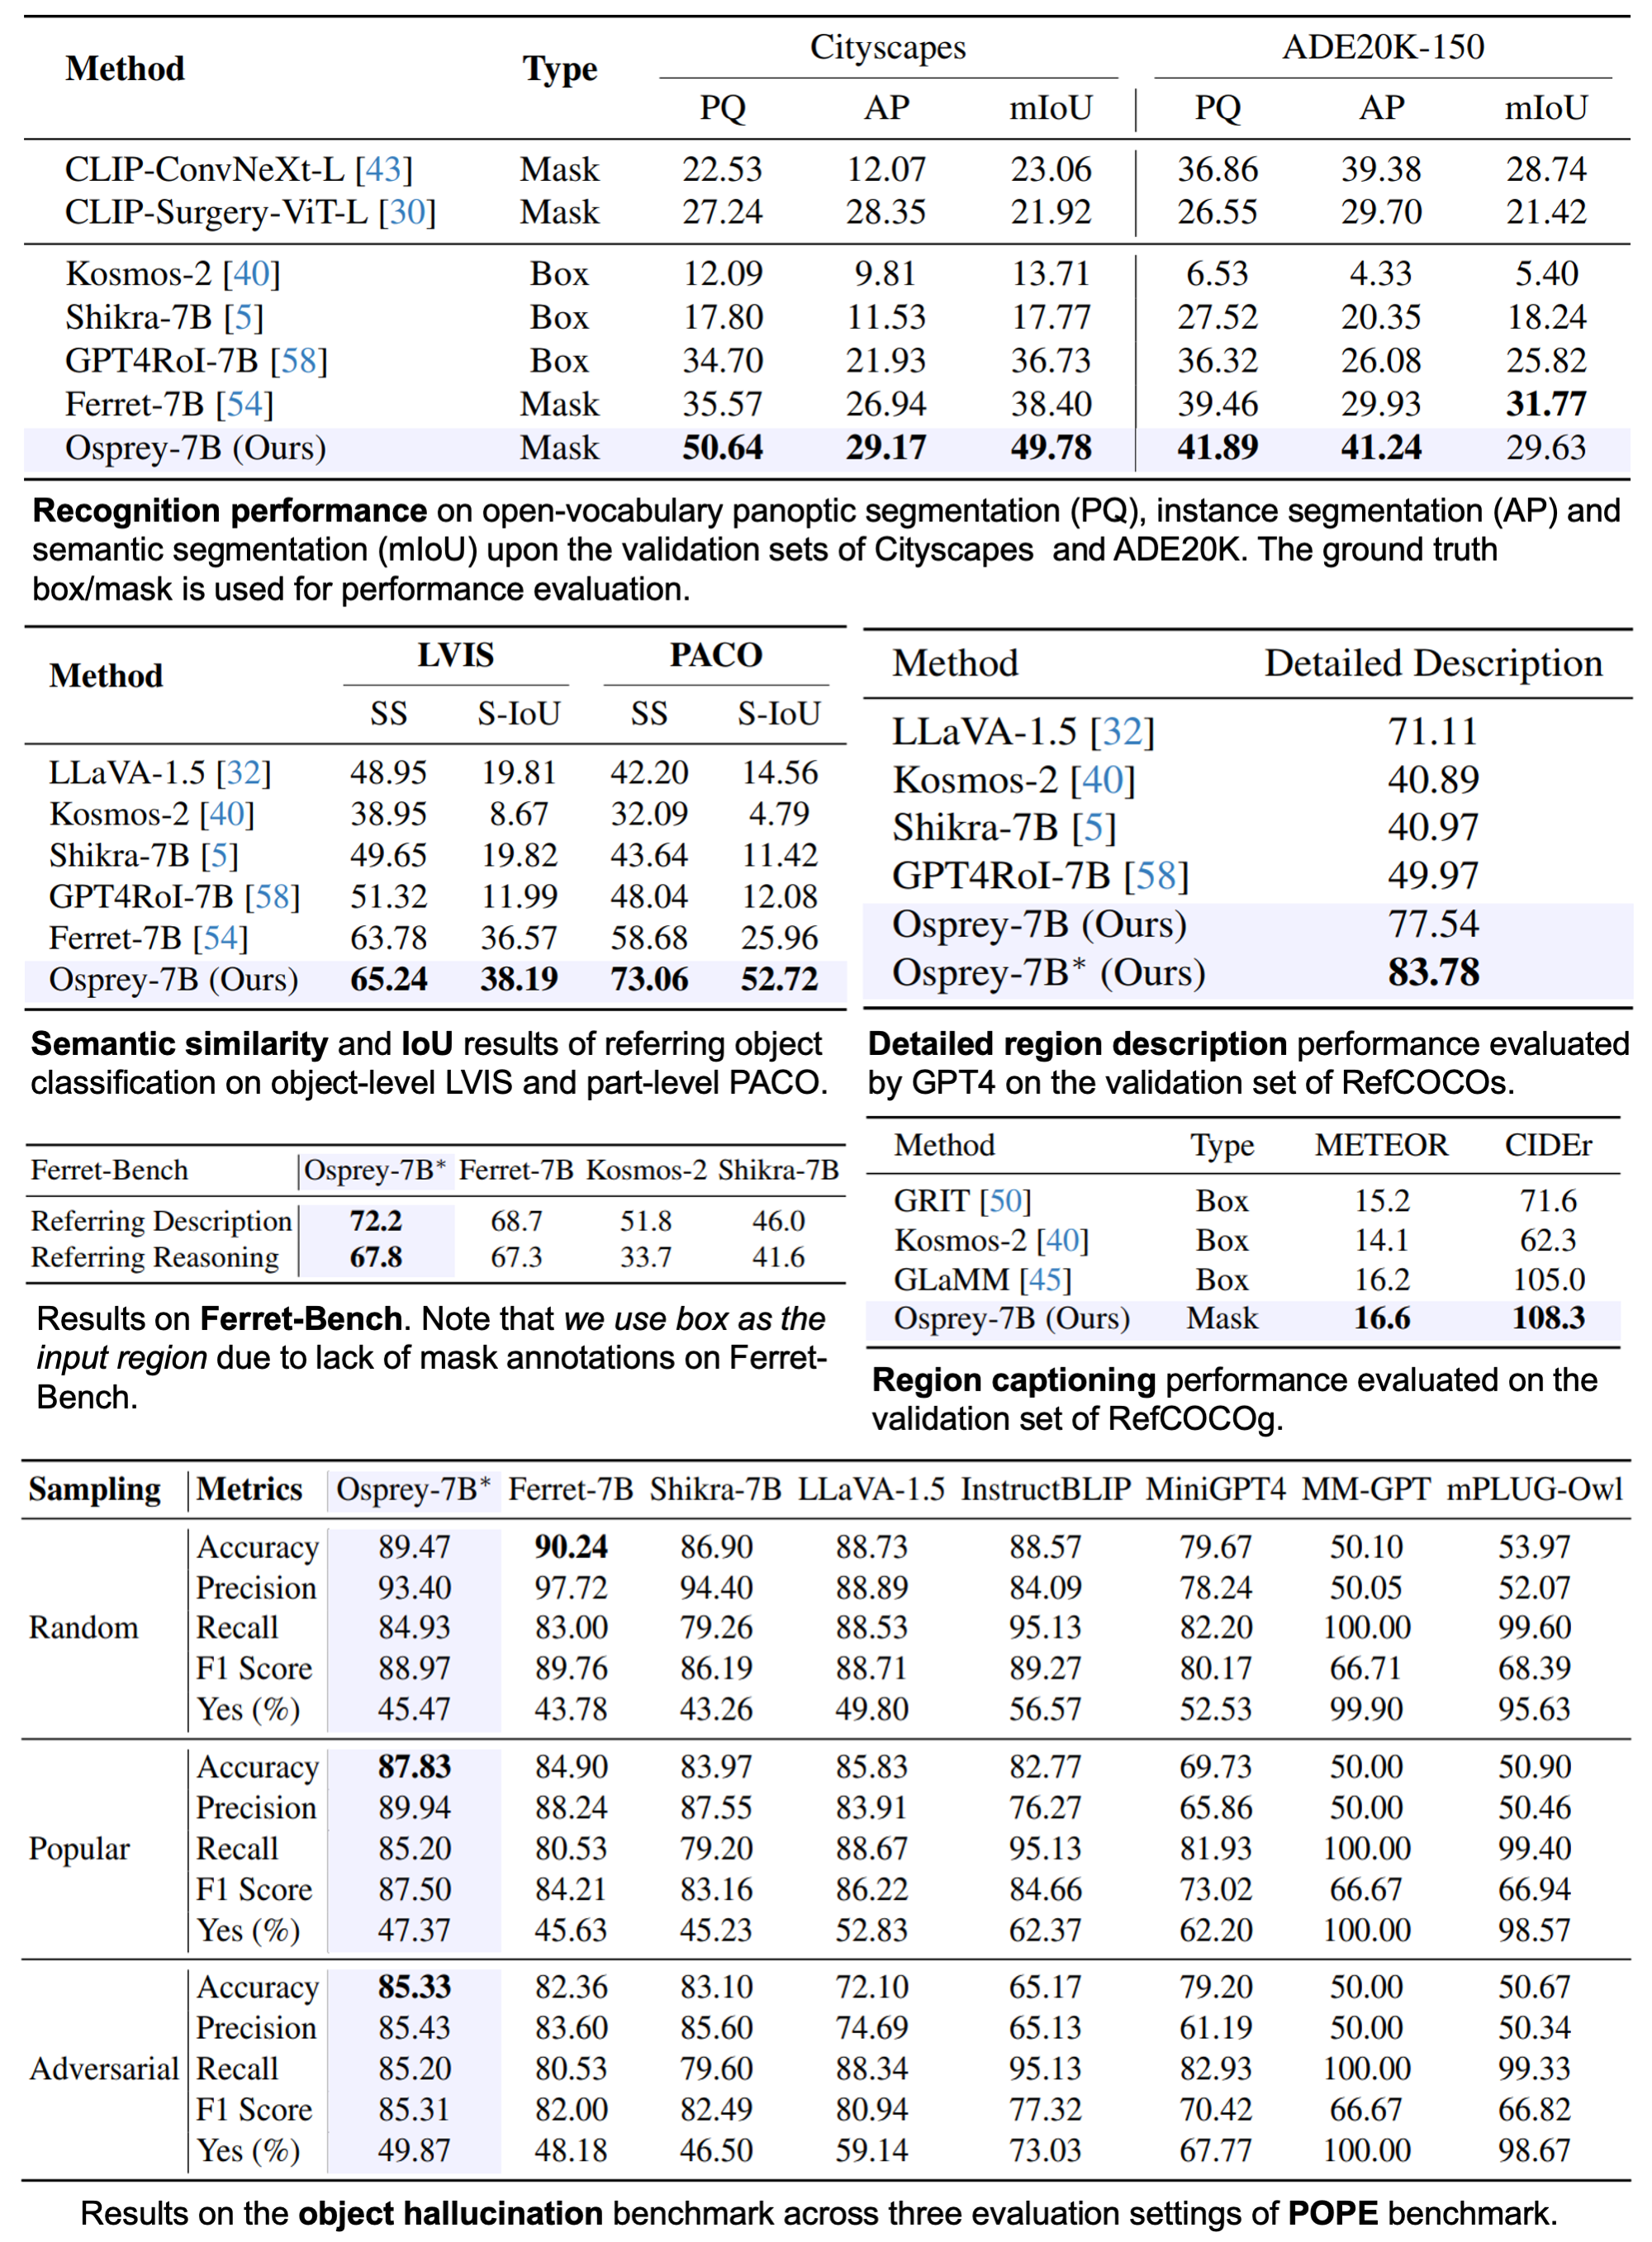 Method Type Cityscapes ADE20K-150
PQ AP mIoU PQ AP mIoU
CLIP-ConvNeXt-L [43] Mask 22.53 12.07 23.06 36.86 39.38 28.74
CLIP-Surgery-ViT-L [30] Mask 27.24 28.35 21.92 26.55 29.70 21.42
Kosmos-2 [40] Box 12.09 9.81 13.71 6.53 4.33 5.40
Shikra-7B [5] Box 17.80 11.53 17.77 27.52 20.35 18.24
GPT4RoI-7B [58] Box 34.70 21.93 36.73 36.32 26.08 25.82
Ferret-7B [54] Mask 35.57 26.94 38.40 39.46 29.93 31.77
Osprey-7B (Ours) Mask 50.64 29.17 49.78 41.89 41.24 29.63
Recognition performance on open-vocabulary panoptic segmentation (PQ), instance segmentation (AP) and
semantic segmentation (mIoU) upon the validation sets of Cityscapes and ADE20K. The ground truth
box/mask is used for performance evaluation.
Method LVIS PACO
SS S-IoU SS S-IoU
LLaVA-1.5 [32] 48.95 19.81 42.20 14.56
Kosmos-2 [40] 38.95 8.67 32.09 4.79
Shikra-7B [5] 49.65 19.82 43.64 11.42
GPT4RoI-7B [58] 51.32 11.99 48.04 12.08
Ferret-7B [54] 63.78 36.57 58.68 25.96
Osprey-7B (Ours) 65.24 38.19 73.06 52.72
Semantic similarity and IoU results of referring object
classification on object-level LVIS and part-level PACO.
Method Detailed Description
LLaVA-1.5 [32] 71.11
Kosmos-2 [40] 40.89
Shikra-7B [5] 40.97
GPT4RoI-7B [58] 49.97
Osprey-7B (Ours) 77.54
Osprey-7B* (Ours) 83.78
Detailed region description performance evaluated
by GPT4 on the validation set of RefCOCOs.
Ferret-Bench Osprey-7B* Ferret-7B Kosmos-2 Shikra-7B
Referring Description 72.2 68.7 51.8 46.0
Referring Reasoning 67.8 67.3 33.7 41.6
Results on Ferret-Bench. Note that we use box as the
input region due to lack of mask annotations on Ferret-
Bench.
Method Type METEOR CIDEr
GRIT [50] Box 15.2 71.6
Kosmos-2 [40] Box 14.1 62.3
GLaMM [45] Box 16.2 105.0
Osprey-7B (Ours) Mask 16.6 108.3
Region captioning performance evaluated on the
validation set of RefCOCOg.
Sampling Metrics Osprey-7B* Ferret-7B Shikra-7B LLaVA-1.5 InstructBLIP MiniGPT4 MM-GPT mPLUG-Owl
Accuracy 89.47 90.24 86.90 88.73 88.57 79.67 50.10 53.97
Precision 93.40 97.72 94.40 88.89 84.09 78.24 50.05 52.07
Random Recall 84.93 83.00 79.26 88.53 95.13 82.20 100.00 99.60
F1 Score 88.97 89.76 86.19 88.71 89.27 80.17 66.71 68.39
Yes (%) 45.47 43.78 43.26 49.80 56.57 52.53 99.90 95.63
Accuracy 87.83 84.90 83.97 85.83 82.77 69.73 50.00 50.90
Precision 89.94 88.24 87.55 83.91 76.27 65.86 50.00 50.46
Popular Recall 85.20 80.53 79.20 88.67 95.13 81.93 100.00 99.40
F1 Score 87.50 84.21 83.16 86.22 84.66 73.02 66.67 66.94
Yes (%) 47.37 45.63 45.23 52.83 62.37 62.20 100.00 98.57
Accuracy 85.33 82.36 83.10 72.10 65.17 79.20 50.00 50.67
Precision 85.43 83.60 85.60 74.69 65.13 61.19 50.00 50.34
Adversarial Recall 85.20 80.53 79.60 88.34 95.13 82.93 100.00 99.33
F1 Score 85.31 82.00 82.49 80.94 77.32 70.42 66.67 66.82
Yes (%) 49.87 48.18 46.50 59.14 73.03 67.77 100.00 98.67
Results on the object hallucination benchmark across three evaluation settings of POPE benchmark.